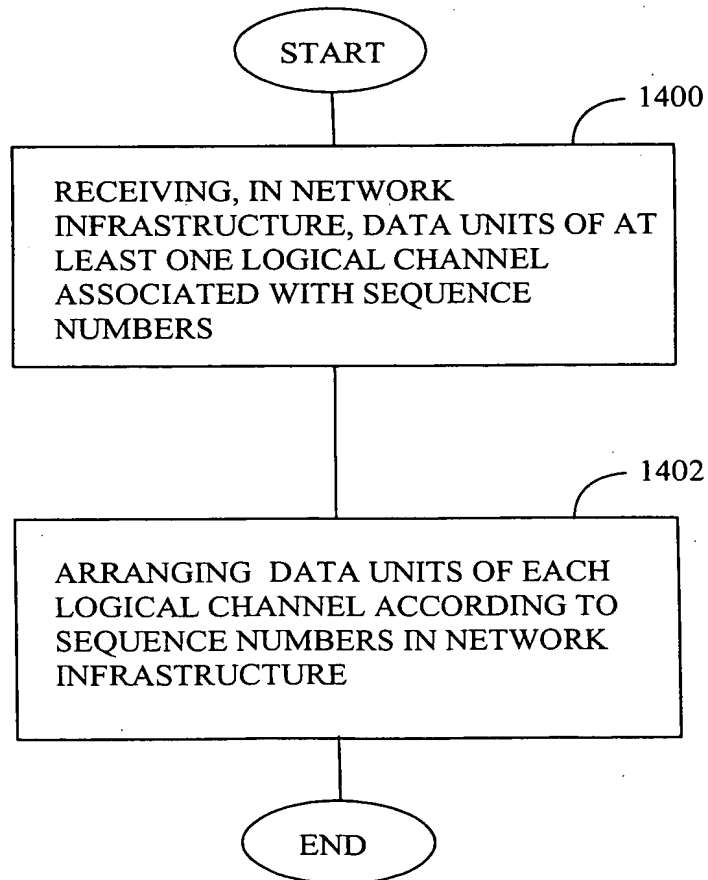 START
1400
RECEIVING, IN NETWORK
INFRASTRUCTURE, DATA UNITS OF AT
LEAST ONE LOGICAL CHANNEL
ASSOCIATED WITH SEQUENCE
NUMBERS
1402
ARRANGING DATA UNITS OF EACH
LOGICAL CHANNEL ACCORDING TO
SEQUENCE NUMBERS IN NETWORK
INFRASTRUCTURE
END